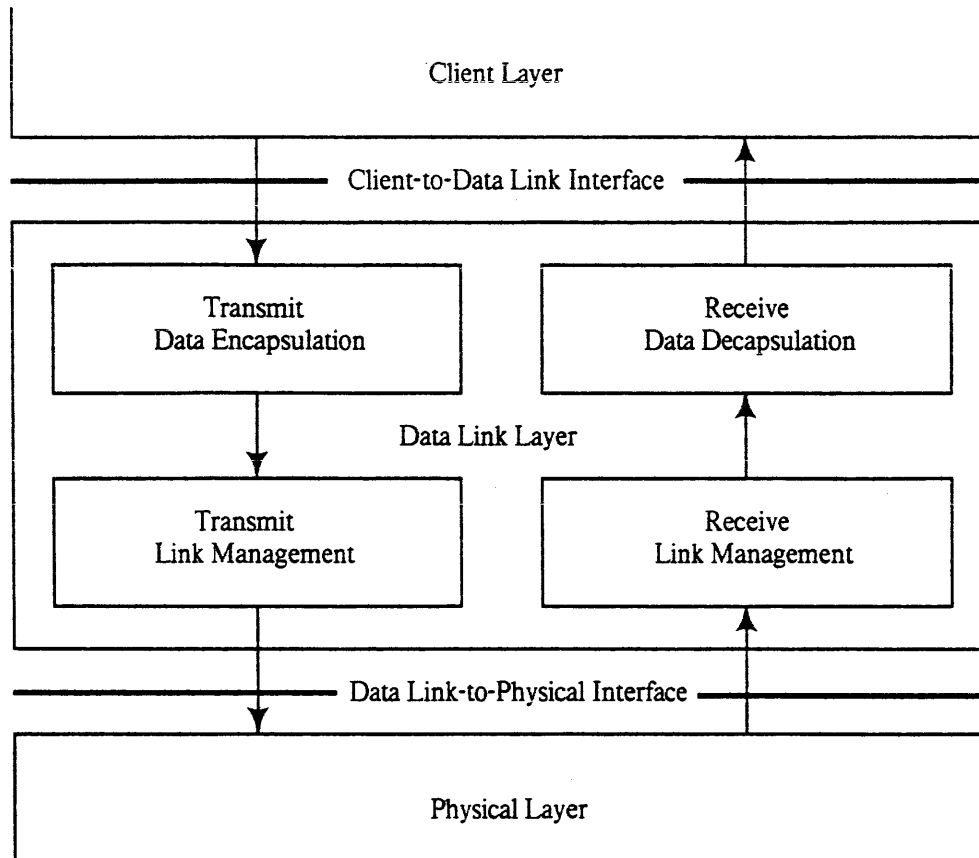 Client Layer
Client-to-Data Link Interface
Transmit
Data Encapsulation
Receive
Data Decapsulation
Data Link Layer
Transmit
Link Management
Receive
Link Management
Data Link-to-Physical Interface
Physical Layer